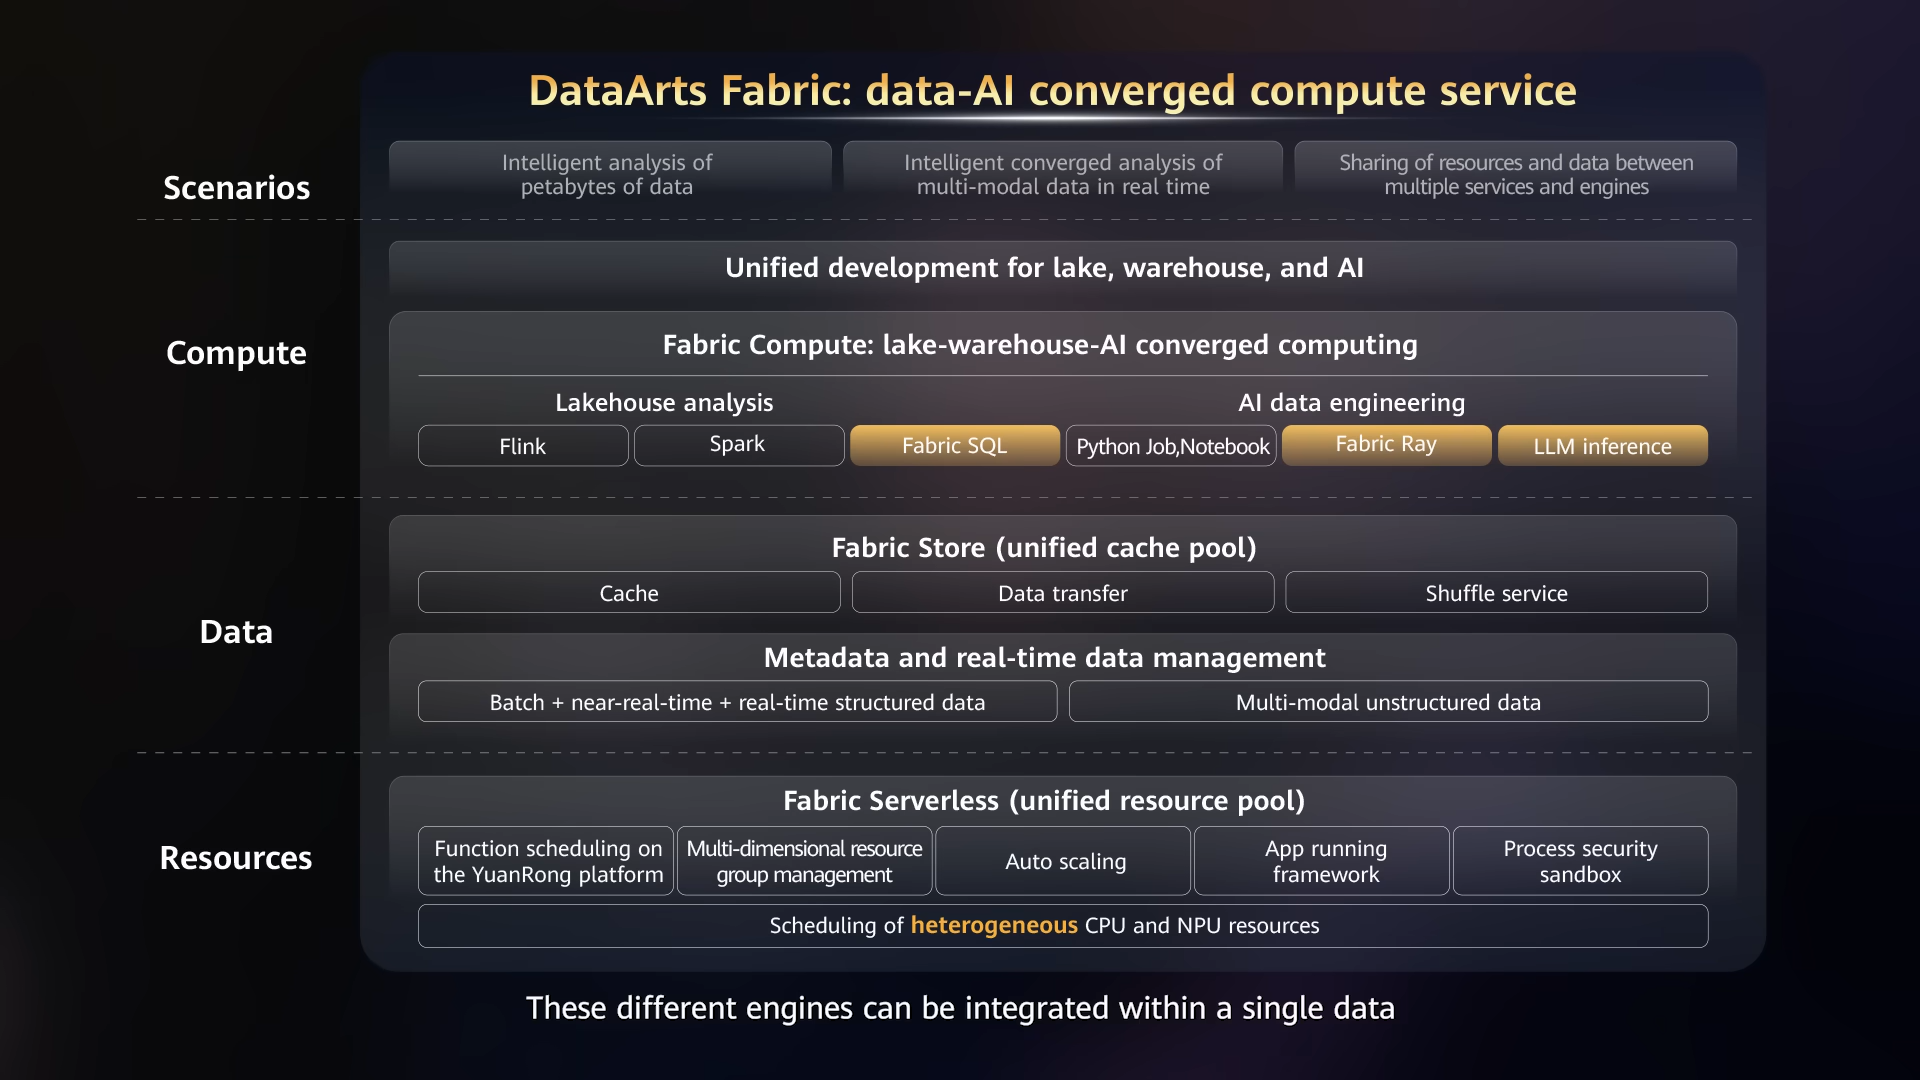 DataArts Fabric: data-AI converged compute service
Scenarios
Intelligent analysis of
petabytes of data
Intelligent converged analysis of
multi-modal data in real time
Sharing of resources and data between
multiple services and engines
Compute
Unified development for lake, warehouse, and AI
Fabric Compute: lake-warehouse-AI converged computing
Lakehouse analysis
AI data engineering
Flink
Spark
Fabric SQL
Python Job,Notebook
Fabric Ray
LLM inference
Data
Fabric Store (unified cache pool)
Cache
Data transfer
Shuffle service
Metadata and real-time data management
Batch + near-real-time + real-time structured data
Multi-modal unstructured data
Resources
Fabric Serverless (unified resource pool)
Function scheduling on
the YuanRong platform
Multi-dimensional resource
group management
Auto scaling
App running
framework
Process security
sandbox
Scheduling of heterogeneous CPU and NPU resources
These different engines can be integrated within a single data